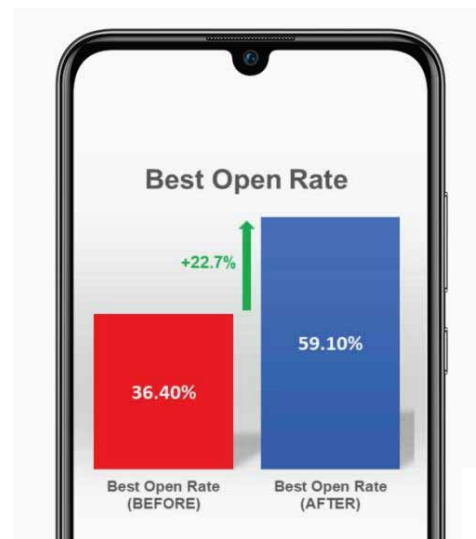 Best Open Rate
+22.7%
59.10%
36.40%
Best Open Rate
(BEFORE)
Best Open Rate
(AFTER)